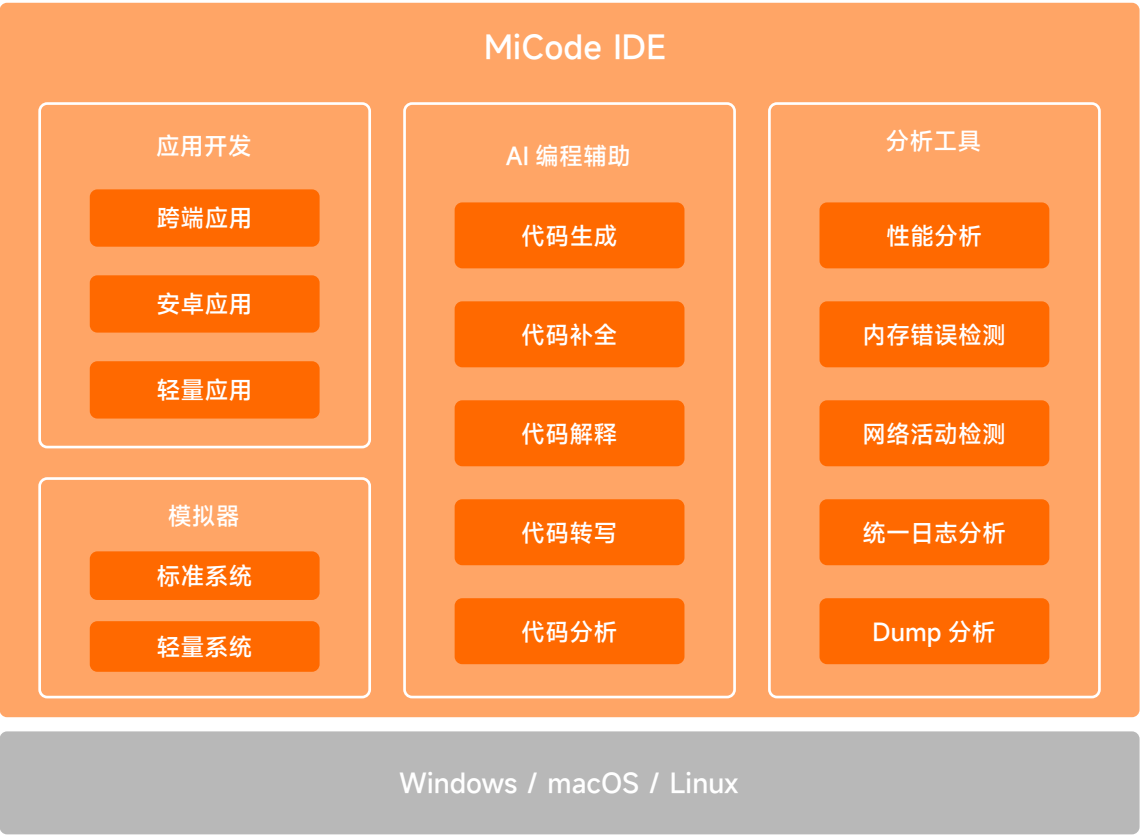 MiCode IDE
应用开发
跨端应用
安卓应用
轻量应用
模拟器
标准系统
轻量系统
AI 编程辅助
代码生成
代码补全
代码解释
代码转写
代码分析
分析工具
性能分析
内存错误检测
网络活动检测
统一日志分析
Dump 分析
Windows / macOS / Linux